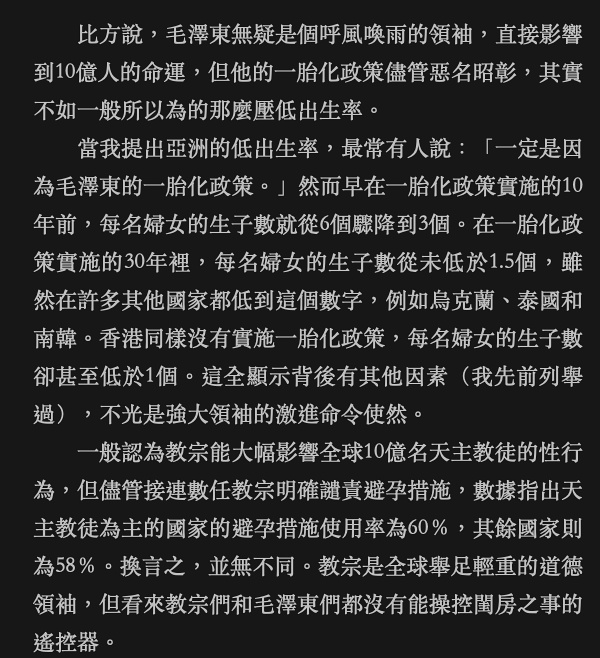 比方說，毛澤東無疑是個呼風喚雨的領袖，直接影響
到10億人的命運，但他的一胎化政策儘管惡名昭彰，其實
不如一般所以為的那麼壓低出生率。
當我提出亞洲的低出生率，最常有人說：「一定是因
為毛澤東的一胎化政策。」然而早在一胎化政策實施的10
年前，每名婦女的生子數就從6個驟降到3個。在一胎化政
策實施的30年裡，每名婦女的生子數從未低於1.5個，雖
然在許多其他國家都低到這個數字，例如烏克蘭、泰國和
南韓。香港同樣沒有實施一胎化政策，每名婦女的生子數
卻甚至低於1個。這全顯示背後有其他因素（我先前列舉
過），不光是強大領袖的激進命令使然。
一般認為教宗能大幅影響全球10億名天主教徒的性行
為，但儘管接連數任教宗明確譴責避孕措施，數據指出天
主教徒為主的國家的避孕措施使用率為60％，其餘國家則
為58％。換言之，並無不同。教宗是全球舉足輕重的道德
領袖，但看來教宗們和毛澤東們都沒有能操控閨房之事的
遙控器。